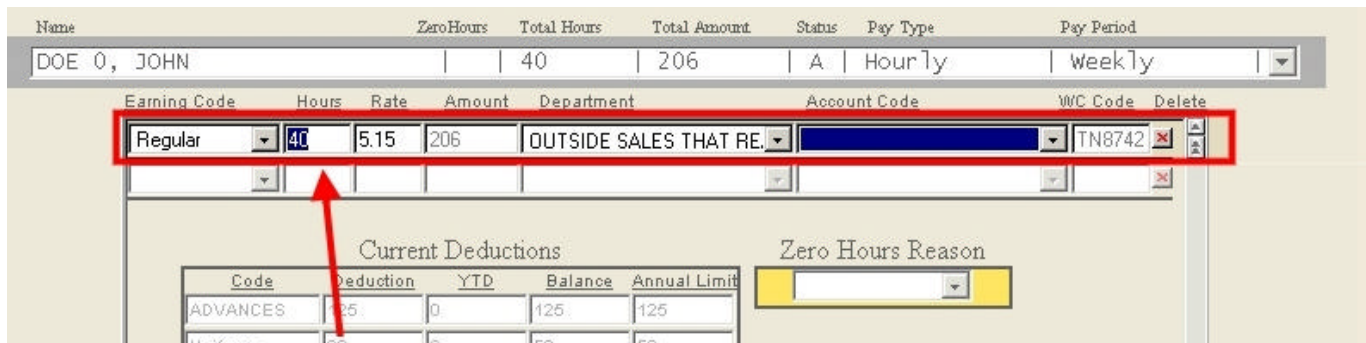 Name ZeroHours Total Hours Total Amount Status Pay Type Pay Period
DOE 0, JOHN | | 40 | 206 | A | Hourly | Weekly |
Earning Code Hours Rate Amount Department Account Code WC Code Delete
Regular 40 5.15 206 OUTSIDE SALES THAT RE. TN8742
Current Deductions Zero Hours Reason
Code Deduction YTD Balance Annual Limit
ADVANCES 125 0 125 125